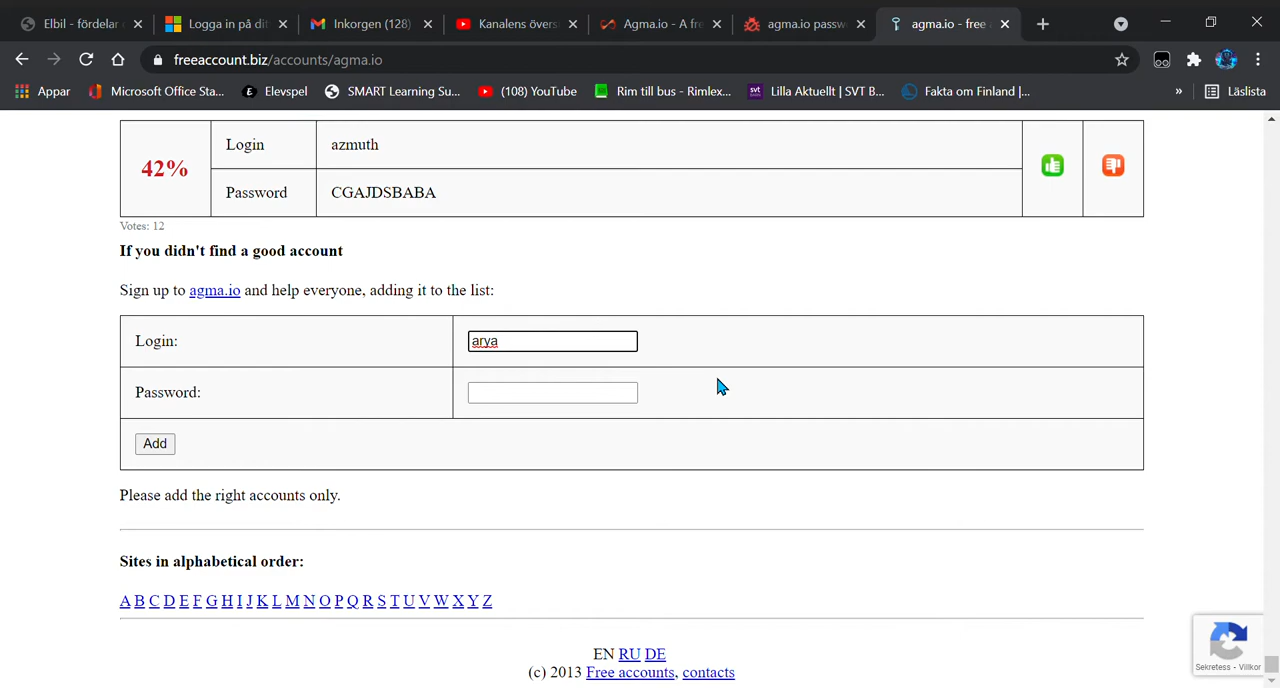 Elbil - fördelar
Logga in på dit
Inkorgen (128)
Kanalens övers
Agma.io - A fre
agma.io passw
agma.io - free
freeaccount.biz/accounts/agma.io
Appar
Microsoft Office Sta...
Elevspel
SMART Learning Su...
(108) YouTube
Rim till bus - Rimlex...
svt
Lilla Aktuellt | SVT B...
Fakta om Finland |...
»
Läslista
42%
Login
azmuth
Password
CGAJDSBABA
Votes: 12
If you didn't find a good account
Sign up to agma.io and help everyone, adding it to the list:
Login:
arya
Password:
Add
Please add the right accounts only.
Sites in alphabetical order:
A B C D E F G H I J K L M N O P Q R S T U V W X Y Z
EN RU DE
(c) 2013 Free accounts, contacts
Sekretess - Villkor